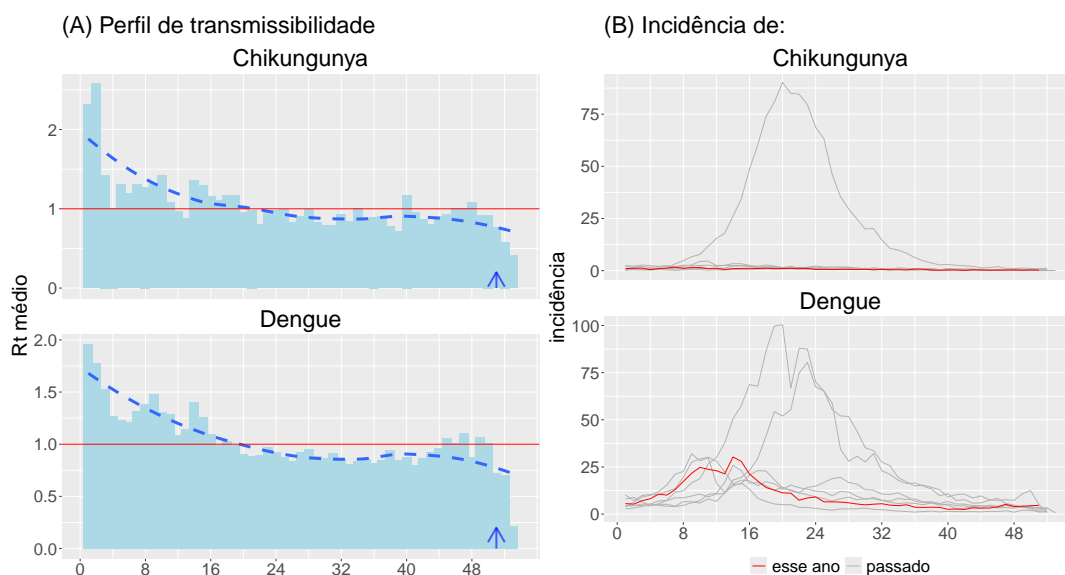 (A) Perfil de transmissibilidade
Chikungunya
2
1
0
Dengue
2.0
1.5
1.0
0.5
0.0
0 8 16 24 32 40 48
Rt médio
(B) Incidência de:
Chikungunya
75
50
25
0
Dengue
100
75
50
25
0
0 8 16 24 32 40 48
incidência
esse ano passado